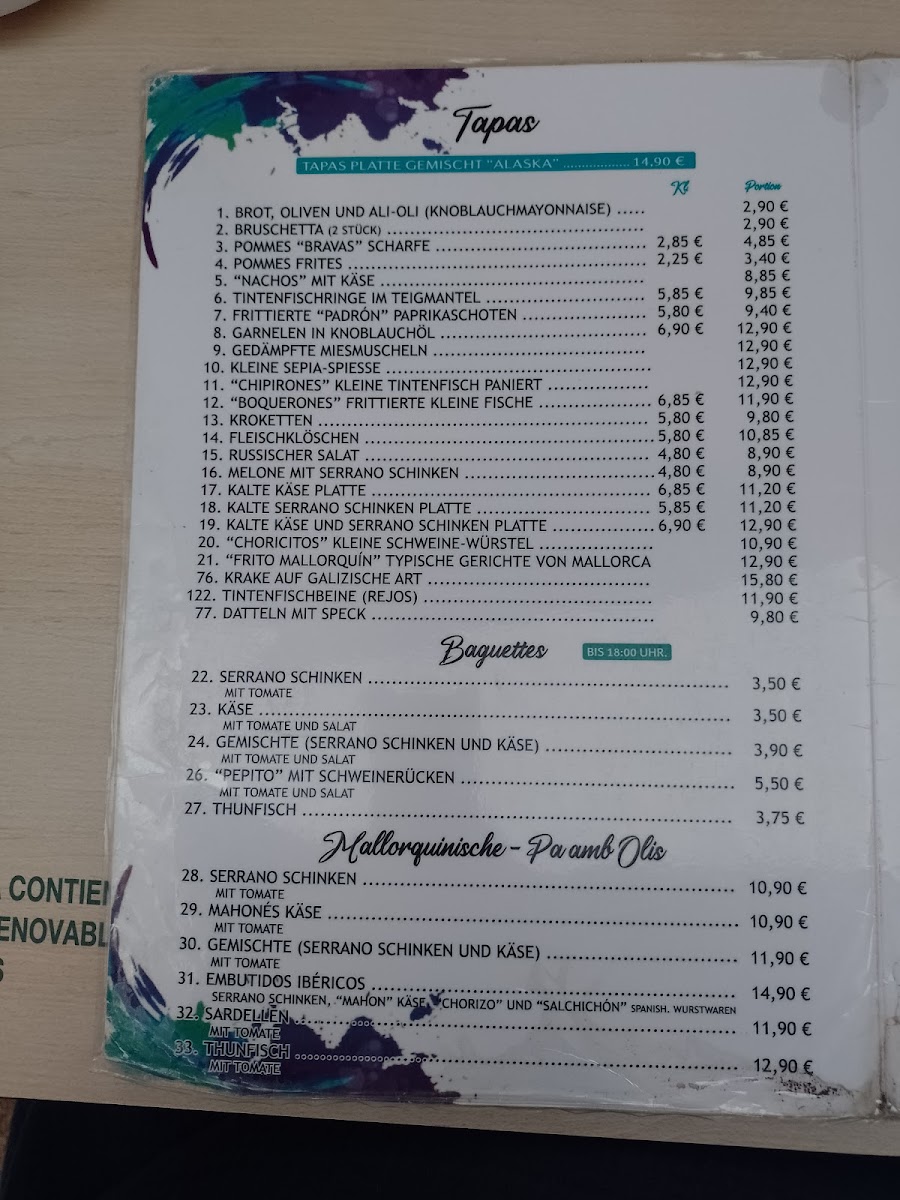 Tapas
TAPAS PLATTE GEMISCHT "ALASKA" .................. 14,90 €
Kl Portion
1. BROT, OLIVEN UND ALI-OLI (KNOBLAUCHMAYONNAISE) ..... 2,90 €
2. BRUSCHETTA (2 STÜCK) ..... 2,90 €
3. POMMES "BRAVAS" SCHARFE ..... 2,85 € 4,85 €
4. POMMES FRITES ..... 2,25 € 3,40 €
5. "NACHOS" MIT KÄSE ..... 8,85 €
6. TINTENFISCHRINGE IM TEIGMANTEL ..... 5,85 € 9,85 €
7. FRITTIERTE "PADRÓN" PAPRIKASCHOTEN ..... 5,80 € 9,40 €
8. GARNELEN IN KNOBLAUCHÖL ..... 6,90 € 12,90 €
9. GEDÄMPFTE MIESMUSCHELN ..... 12,90 €
10. KLEINE SEPIA-SPIESSE ..... 12,90 €
11. "CHIPIRONES" KLEINE TINTENFISCH PANIERT ..... 12,90 €
12. "BOQUERONES" FRITTIERTE KLEINE FISCHE ..... 6,85 € 11,90 €
13. KROKETTEN ..... 5,80 € 9,80 €
14. FLEISCHKLÖSCHEN ..... 5,80 € 10,85 €
15. RUSSISCHER SALAT ..... 4,80 € 8,90 €
16. MELONE MIT SERRANO SCHINKEN ..... 4,80 € 8,90 €
17. KALTE KÄSE PLATTE ..... 6,85 € 11,20 €
18. KALTE SERRANO SCHINKEN PLATTE ..... 5,85 € 11,20 €
19. KALTE KÄSE UND SERRANO SCHINKEN PLATTE ..... 6,90 € 12,90 €
20. "CHORICITOS" KLEINE SCHWEINE-WÜRSTEL ..... 10,90 €
21. "FRITO MALLORQUÍN" TYPISCHE GERICHTE VON MALLORCA 12,90 €
76. KRAKE AUF GALIZISCHE ART ..... 15,80 €
122. TINTENFISCHBEINE (REJOS) ..... 11,90 €
77. DATTELN MIT SPECK ..... 9,80 €
Baguettes BIS 18:00 UHR.
22. SERRANO SCHINKEN ..... 3,50 €
MIT TOMATE
23. KÄSE ..... 3,50 €
MIT TOMATE UND SALAT
24. GEMISCHTE (SERRANO SCHINKEN UND KÄSE) ..... 3,90 €
MIT TOMATE UND SALAT
26. "PEPITO" MIT SCHWEINERÜCKEN ..... 5,50 €
MIT TOMATE UND SALAT
27. THUNFISCH ..... 3,75 €
Mallorquinische - Pa amb Olis
28. SERRANO SCHINKEN ..... 10,90 €
MIT TOMATE
29. MAHONÉS KÄSE ..... 10,90 €
MIT TOMATE
30. GEMISCHTE (SERRANO SCHINKEN UND KÄSE) ..... 11,90 €
MIT TOMATE
31. EMBUTIDOS IBÉRICOS ..... 14,90 €
SERRANO SCHINKEN, "MAHON" KÄSE, "CHORIZO" UND "SALCHICHÓN" SPANISH. WURSTWAREN
32. SARDELLEN ..... 11,90 €
MIT TOMATE
33. THUNFISCH ..... 12,90 €
MIT TOMATE
CONTIEN
ENOVABL
S